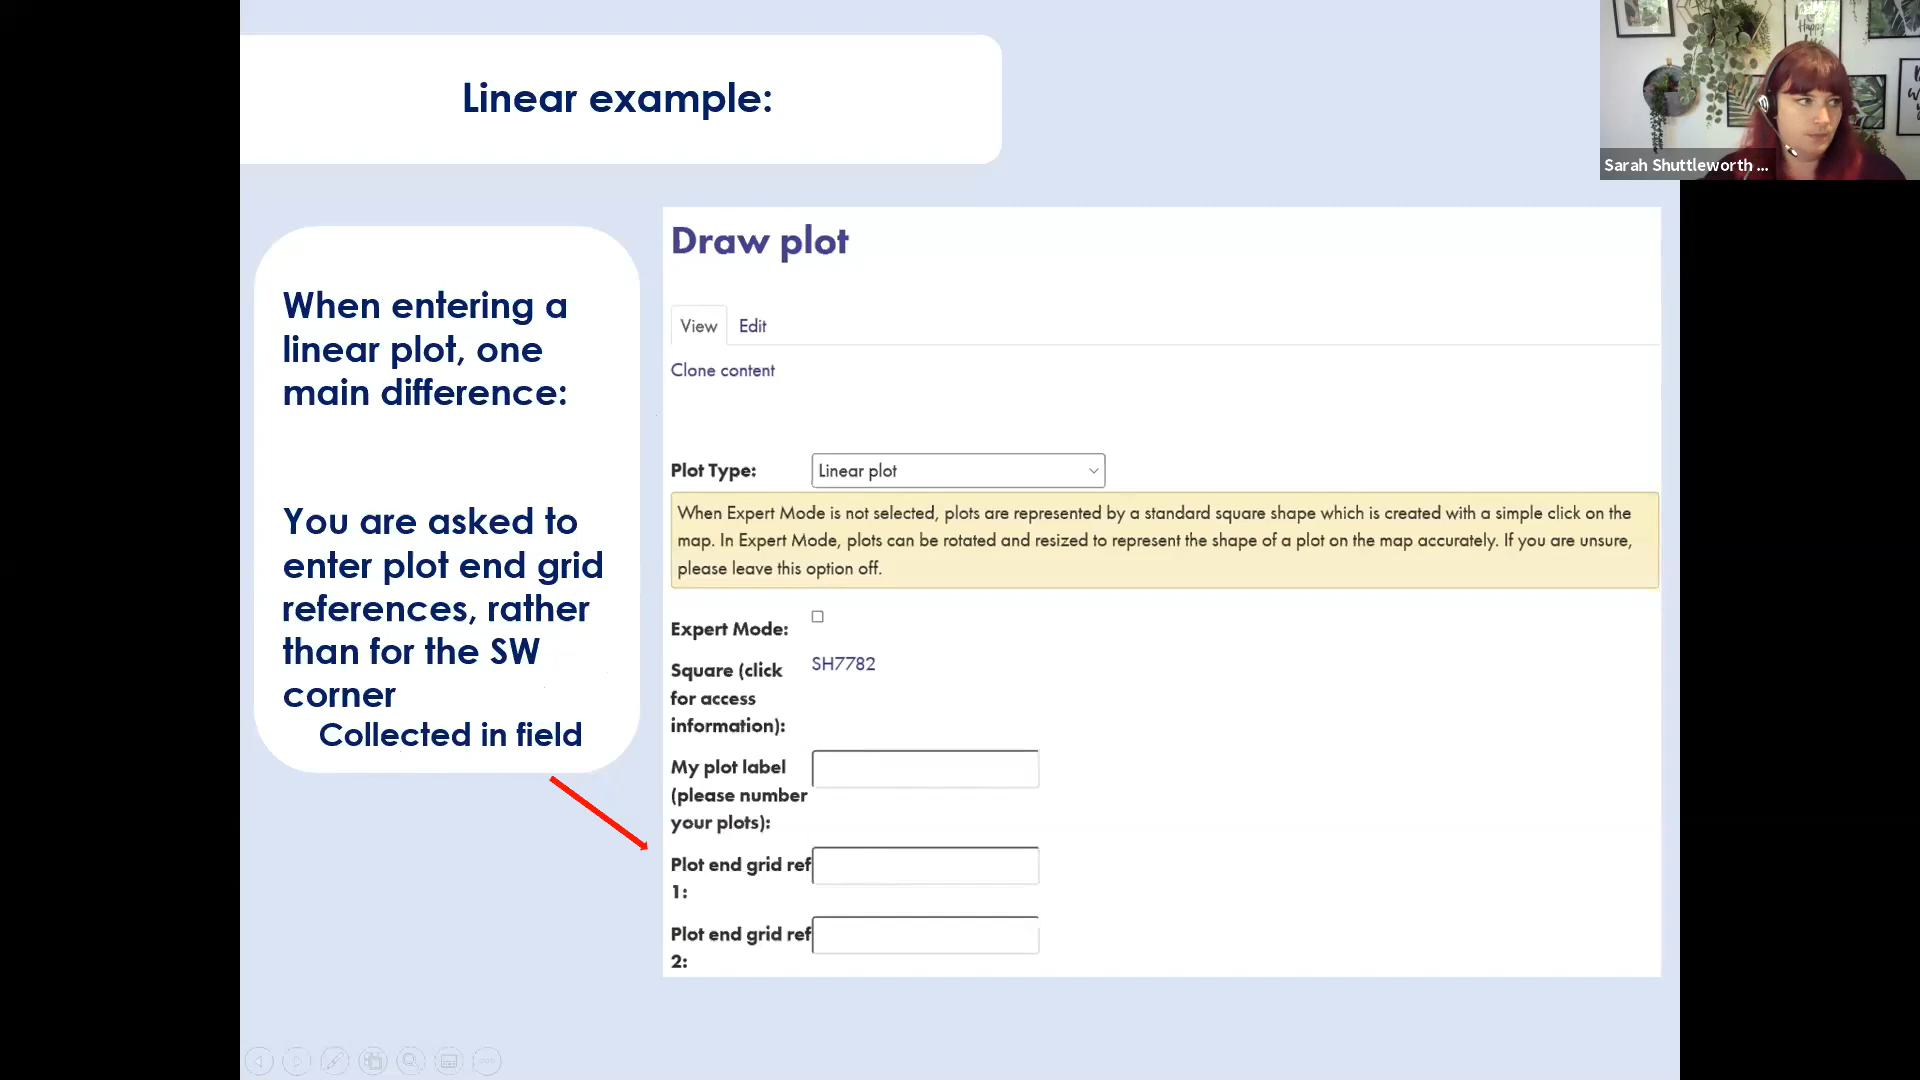 Linear example:
Sarah Shuttleworth ...
When entering a
linear plot, one
main difference:
You are asked to
enter plot end grid
references, rather
than for the SW
corner
Collected in field
Draw plot
View Edit
Clone content
Plot Type: Linear plot
When Expert Mode is not selected, plots are represented by a standard square shape which is created with a simple click on the
map. In Expert Mode, plots can be rotated and resized to represent the shape of a plot on the map accurately. If you are unsure,
please leave this option off.
Expert Mode:
Square (click
for access
information):
SH7782
My plot label
(please number
your plots):
Plot end grid ref
1:
Plot end grid ref
2: